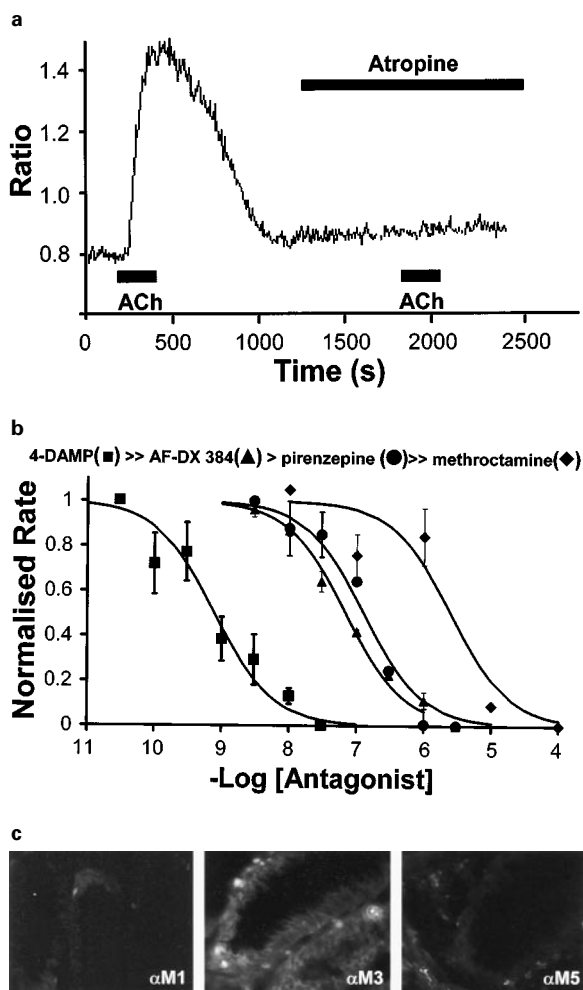 a
Ratio
1.4
1.2
1.0
0.8
Atropine
ACh
ACh
0
500
1000
1500
2000
2500
Time (s)
b
4-DAMP(■) >> AF-DX 384(▲) > pirenzepine (●)>> methroctamine(◆)
Normalised Rate
1
0.8
0.6
0.4
0.2
0
11
10
9
8
7
6
5
4
-Log [Antagonist]
c
αM1
αM3
αM5